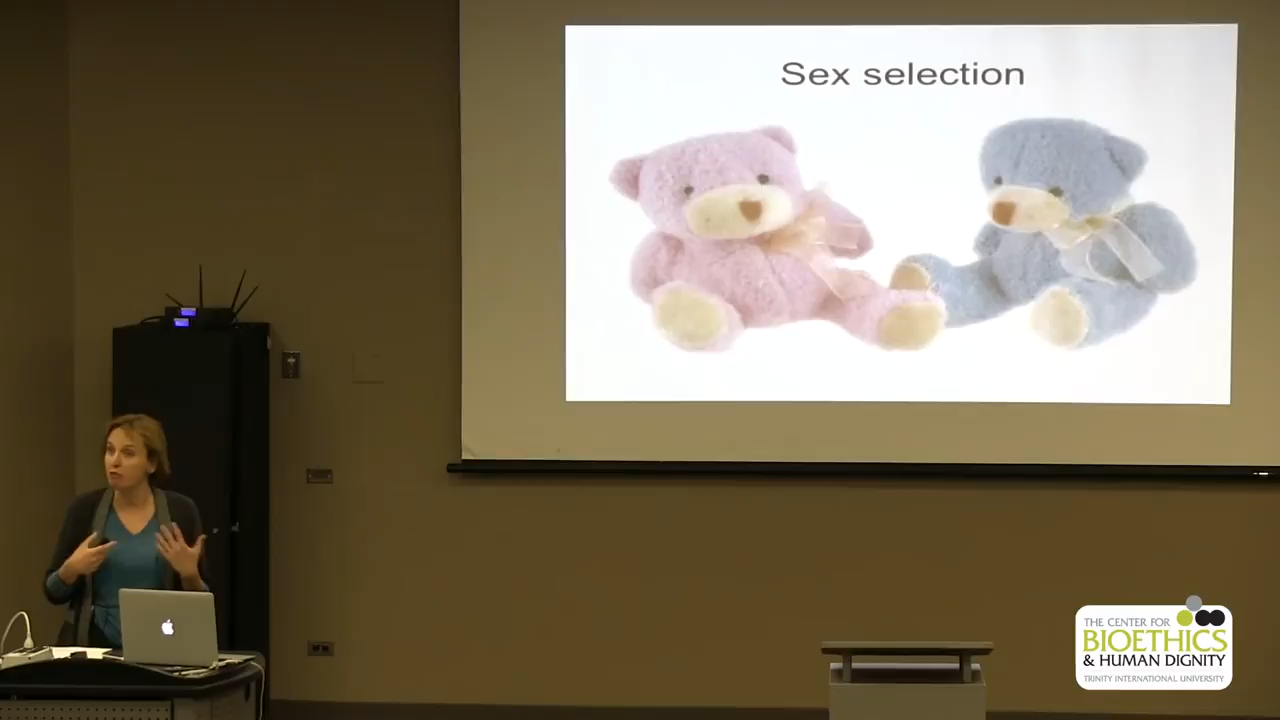 Sex selection
THE CENTER FOR
BIOETHICS
& HUMAN DIGNITY
TRINITY INTERNATIONAL UNIVERSITY